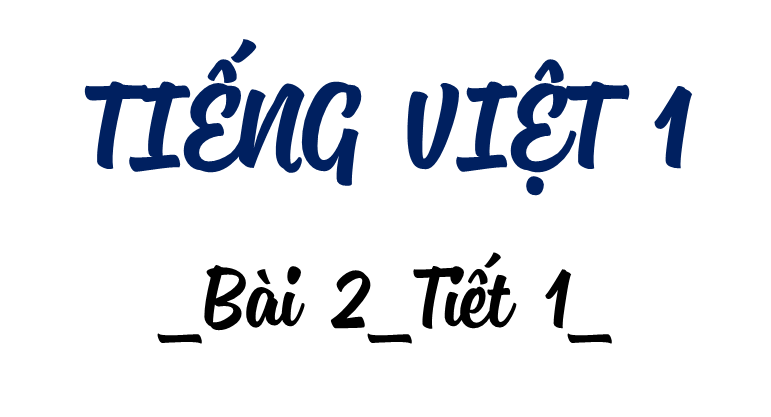 TIẾNG VIỆT 1
_Bài 2_Tiết 1_